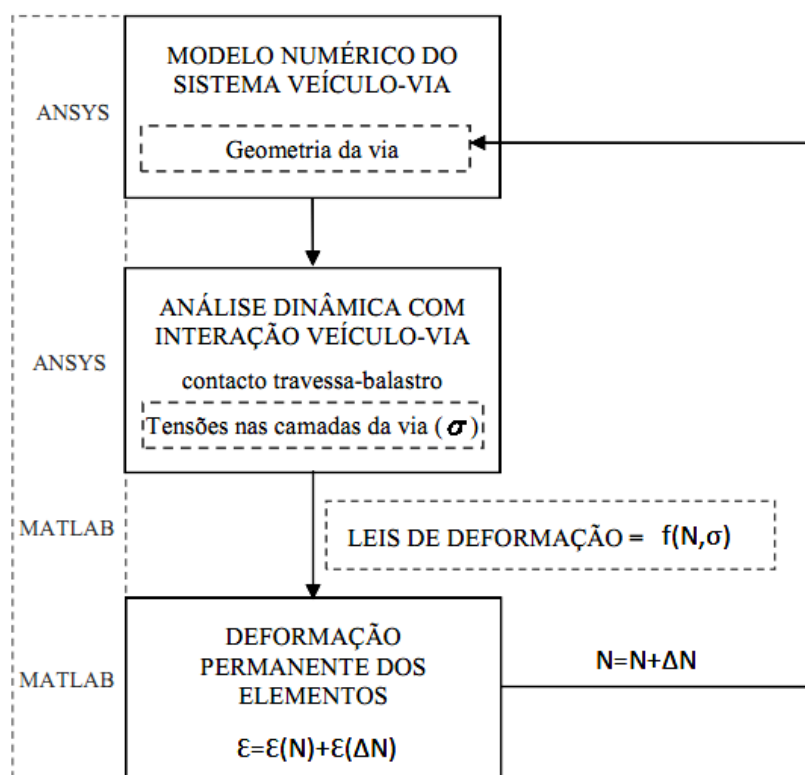 MODELO NUMÉRICO DO
SISTEMA VEÍCULO-VIA
ANSYS
Geometria da via
ANÁLISE DINÂMICA COM
INTERAÇÃO VEÍCULO-VIA
ANSYS
contacto travessa-balastro
Tensões nas camadas da via (σ)
MATLAB
LEIS DE DEFORMAÇÃO = f(N,σ)
DEFORMAÇÃO
PERMANENTE DOS
ELEMENTOS
MATLAB
N=N+ΔN
Ɛ=Ɛ(N)+Ɛ(ΔN)